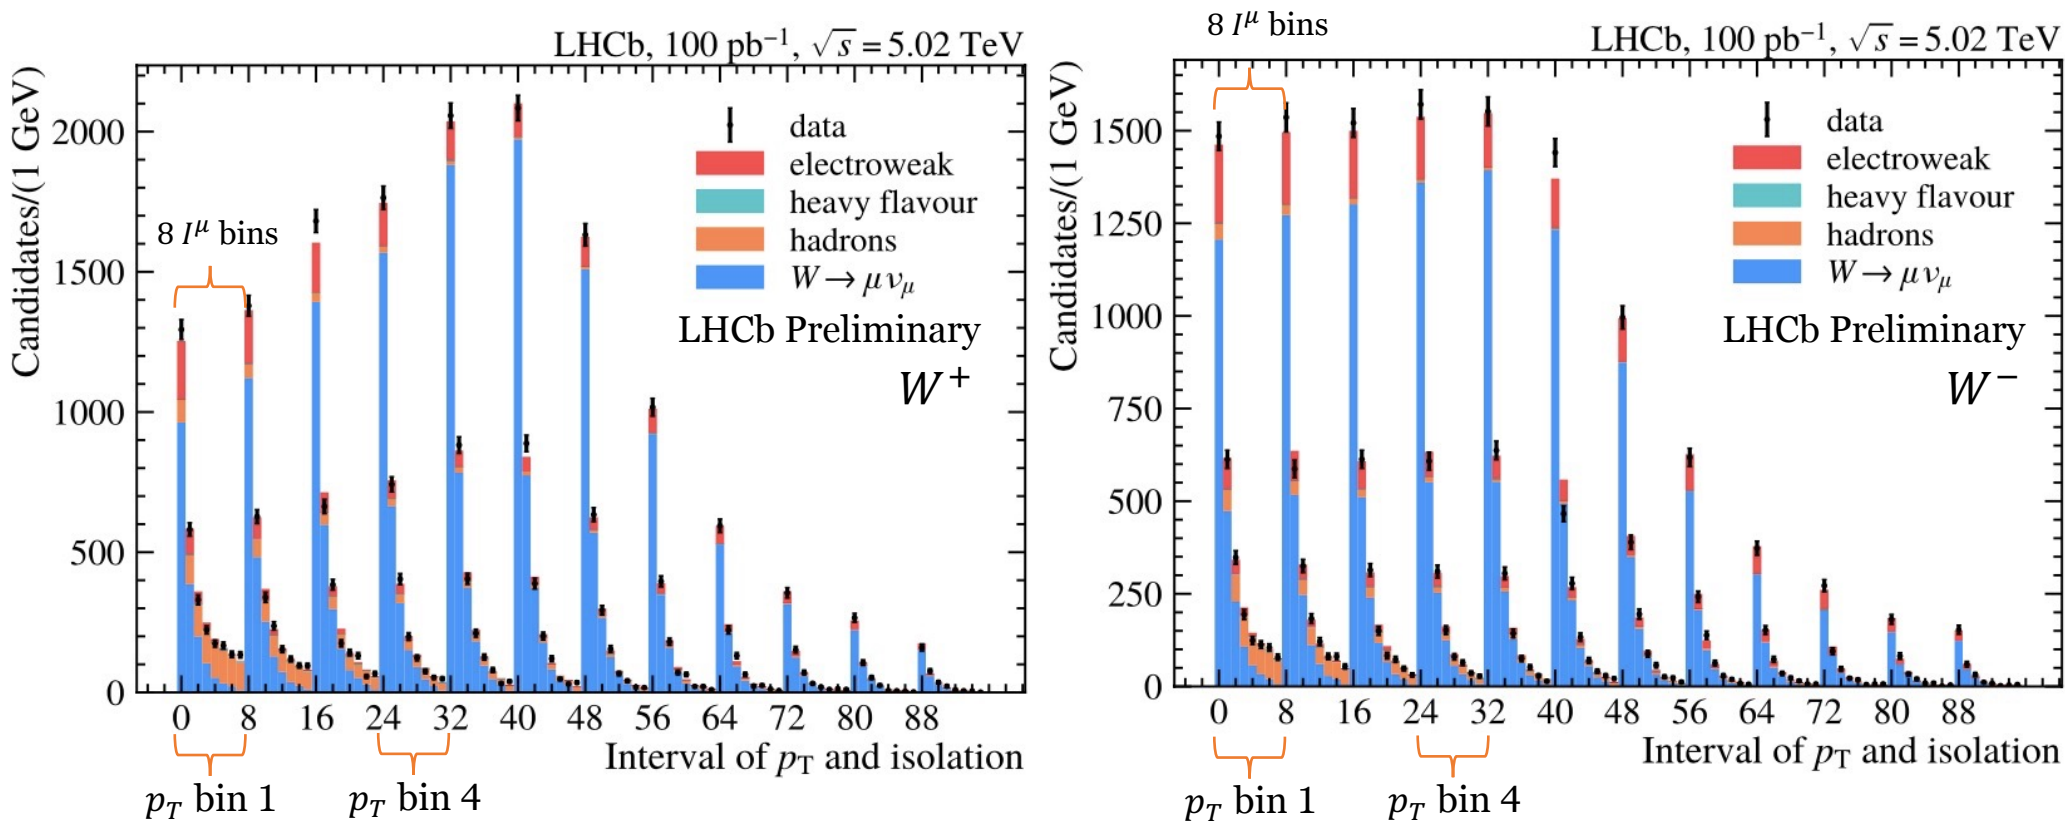 LHCb, 100 pb⁻¹, √s = 5.02 TeV
Candidates/(1 GeV)
2000
1500
1000
500
0
8 I^μ bins
data
electroweak
heavy flavour
hadrons
W → μν_μ
LHCb Preliminary
W⁺
0 8 16 24 32 40 48 56 64 72 80 88
Interval of p_T and isolation
p_T bin 1
p_T bin 4
8 I^μ bins
LHCb, 100 pb⁻¹, √s = 5.02 TeV
Candidates/(1 GeV)
1500
1250
1000
750
500
250
0
data
electroweak
heavy flavour
hadrons
W → μν_μ
LHCb Preliminary
W⁻
0 8 16 24 32 40 48 56 64 72 80 88
Interval of p_T and isolation
p_T bin 1
p_T bin 4